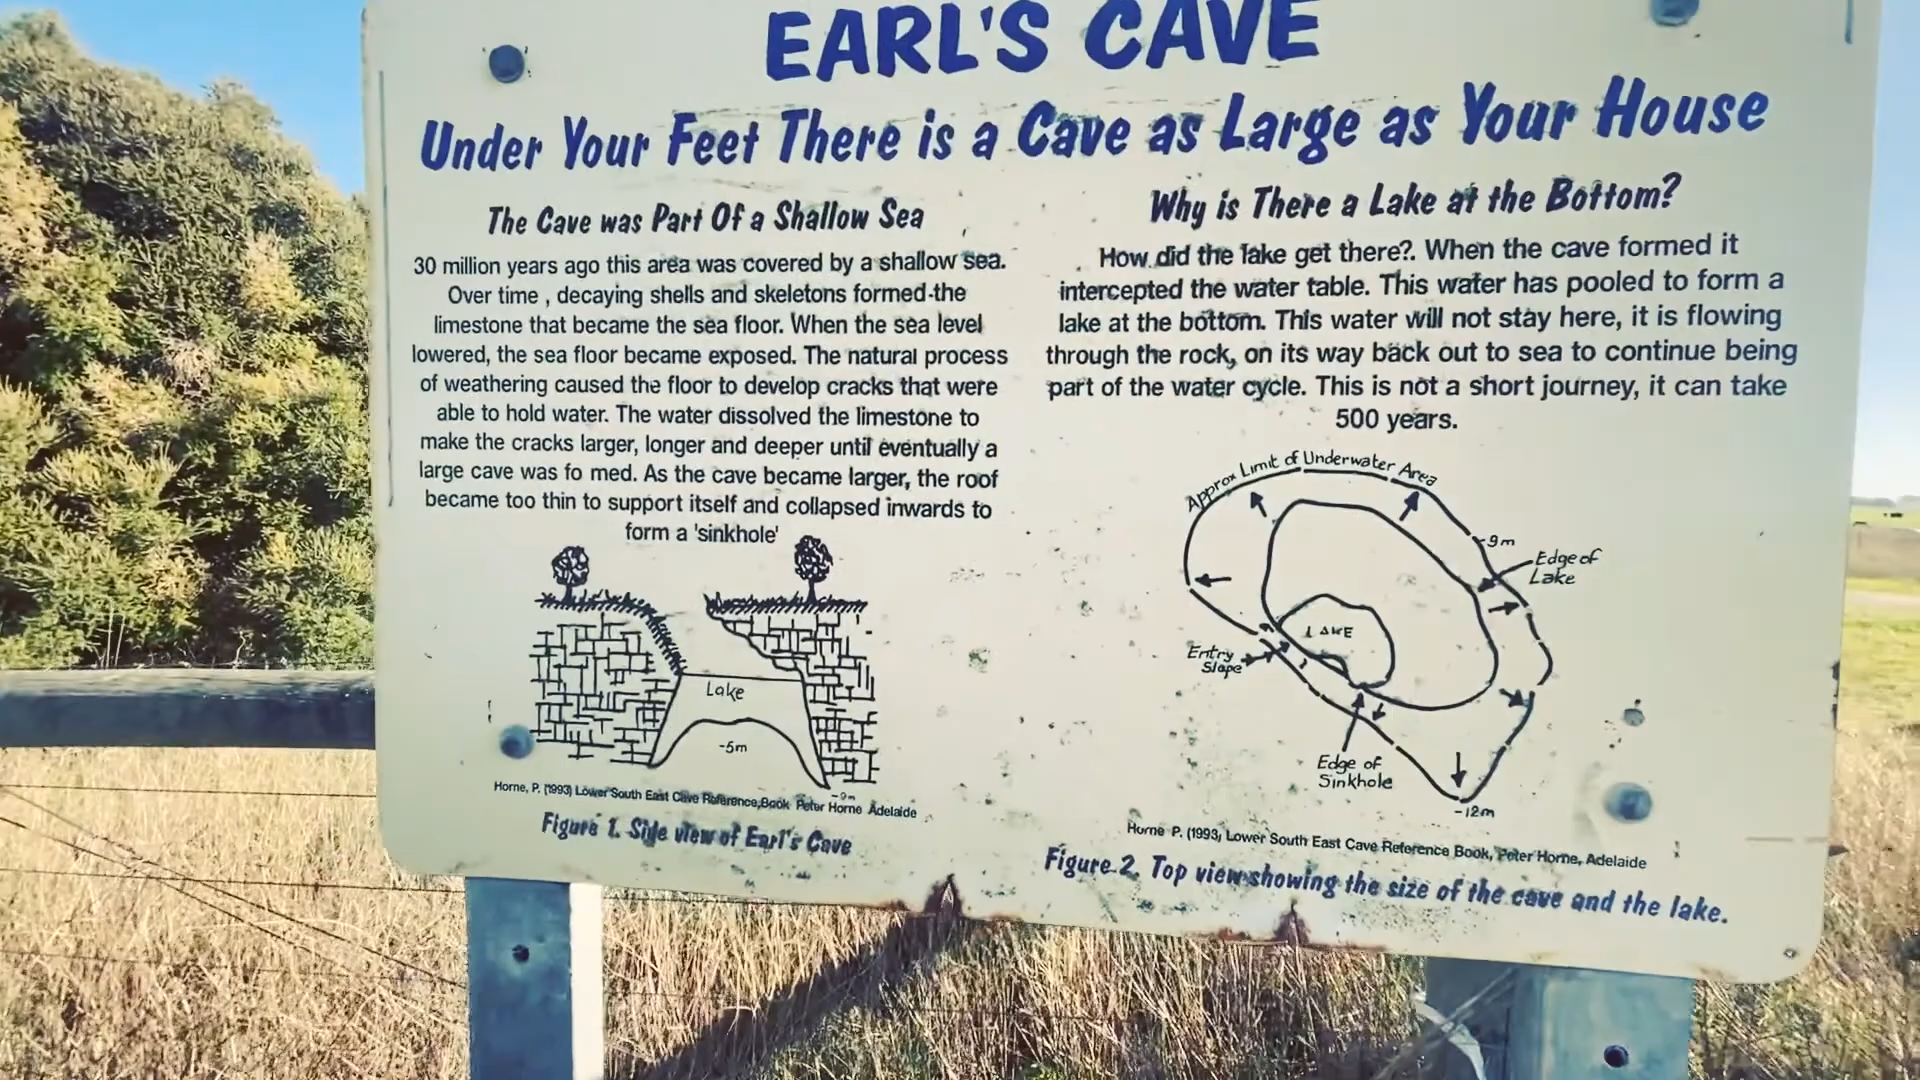 EARL'S CAVE
Under Your Feet There is a Cave as Large as Your House
The Cave was Part Of a Shallow Sea
30 million years ago this area was covered by a shallow sea.
Over time , decaying shells and skeletons formed the
limestone that became the sea floor. When the sea level
lowered, the sea floor became exposed. The natural process
of weathering caused the floor to develop cracks that were
able to hold water. The water dissolved the limestone to
make the cracks larger, longer and deeper until eventually a
large cave was fo med. As the cave became larger, the roof
became too thin to support itself and collapsed inwards to
form a 'sinkhole'
Lake
-5m
-9m
Horne, P. (1993) Lower South East Cave Reference Book Peter Horne Adelaide
Figure 1. Side view of Earl's Cave
Why is There a Lake at the Bottom?
How did the lake get there?. When the cave formed it
intercepted the water table. This water has pooled to form a
lake at the bottom. This water will not stay here, it is flowing
through the rock, on its way back out to sea to continue being
part of the water cycle. This is not a short journey, it can take
500 years.
Approx Limit of Underwater Area
-9m
Edge of
Lake
LAKE
Entry
Slope
Edge of
Sinkhole
-12m
Horne P. (1993) Lower South East Cave Reference Book, Peter Horne, Adelaide
Figure 2. Top view showing the size of the cave and the lake.